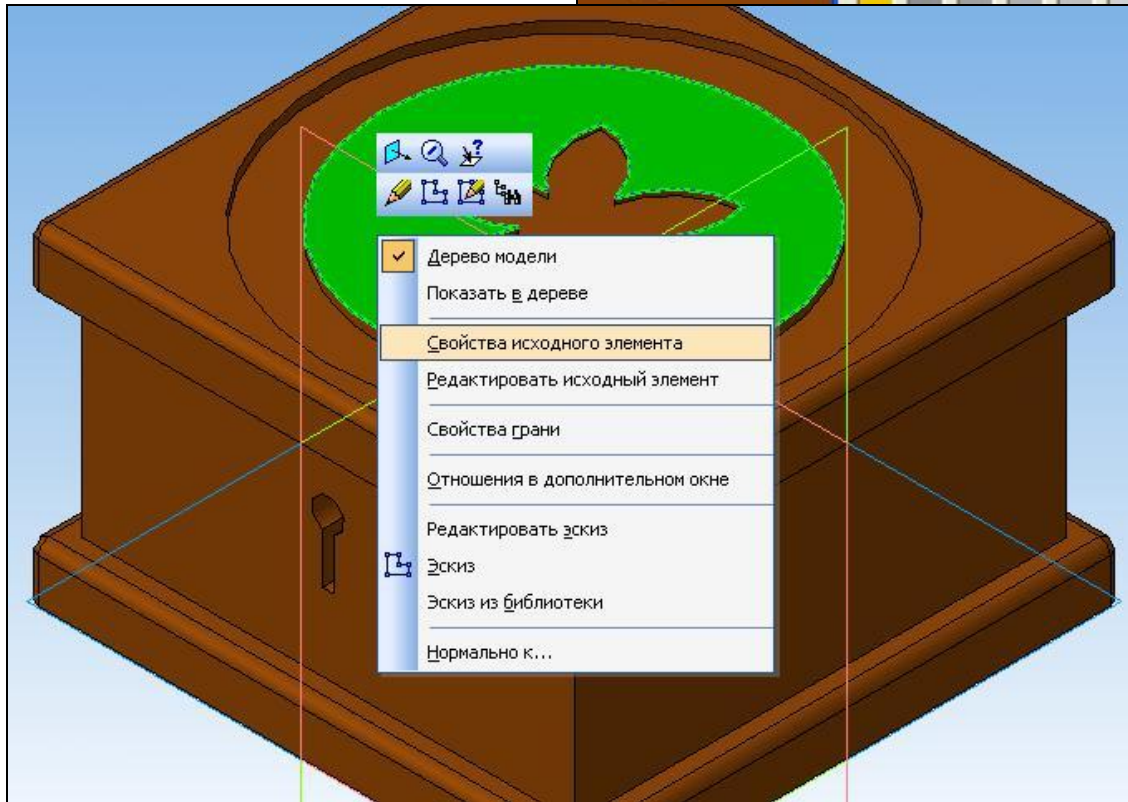 Дерево модели
Показать в дереве
Свойства исходного элемента
Редактировать исходный элемент
Свойства грани
Отношения в дополнительном окне
Редактировать эскиз
Эскиз
Эскиз из библиотеки
Нормально к...